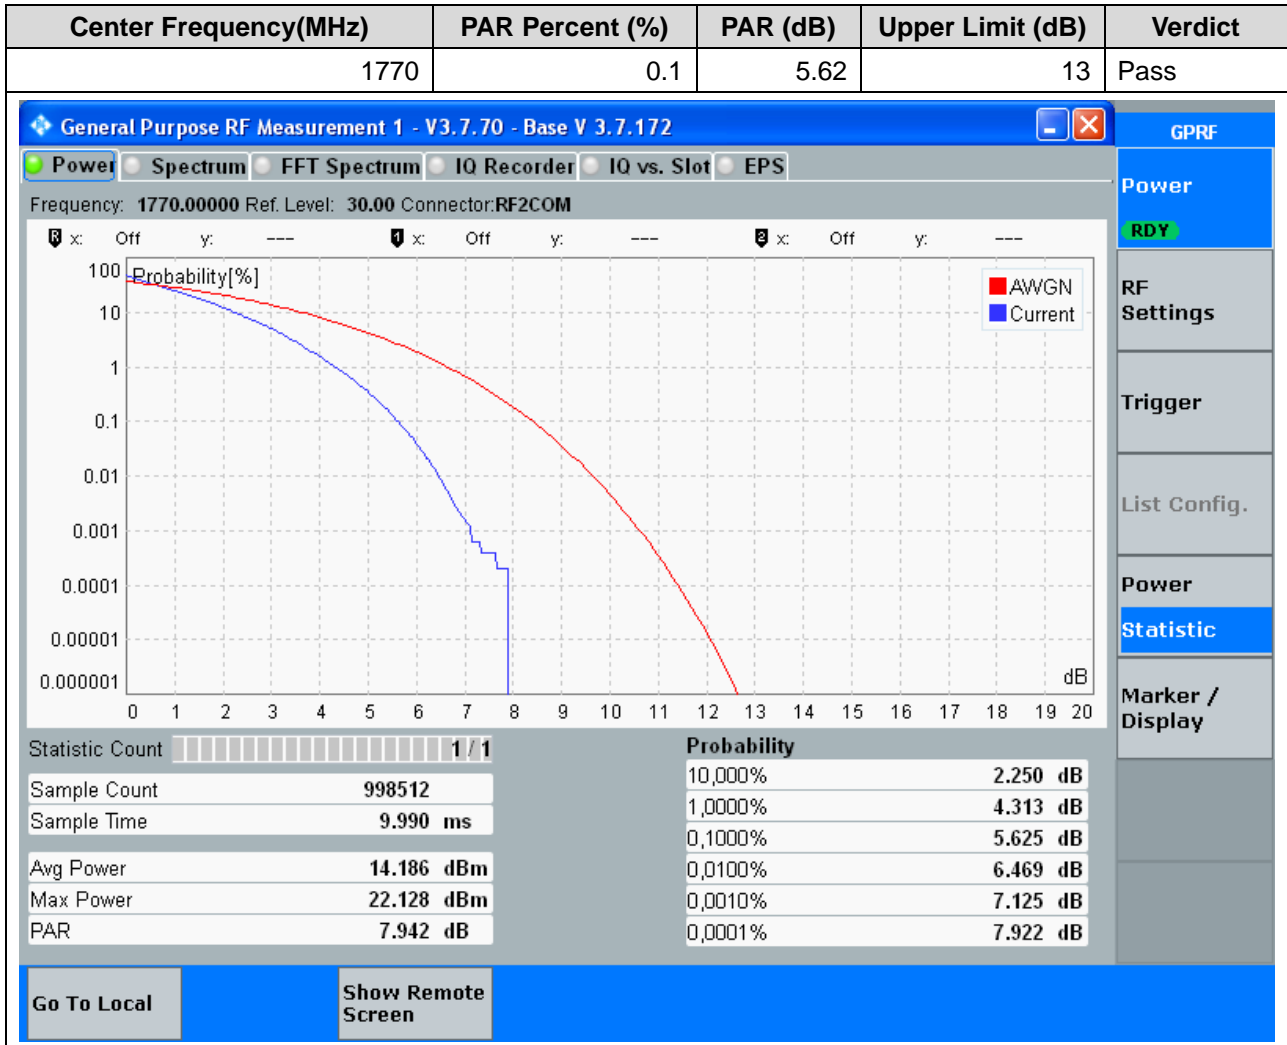 Center Frequency(MHz) PAR Percent (%) PAR (dB) Upper Limit (dB) Verdict
1770 0.1 5.62 13 Pass
General Purpose RF Measurement 1 - V3.7.70 - Base V 3.7.172
GPRF
Power Spectrum FFT Spectrum IQ Recorder IQ vs. Slot EPS
Power
RDY
Frequency: 1770.00000 Ref. Level: 30.00 Connector:RF2COM
R x: Off y: --- 1 x: Off y: --- 2 x: Off y: ---
Probability[%]
AWGN
Current
100
10
1
0.1
0.01
0.001
0.0001
0.00001
0.000001
dB
0 1 2 3 4 5 6 7 8 9 10 11 12 13 14 15 16 17 18 19 20
RF
Settings
Trigger
List Config.
Power
Statistic
Marker /
Display
Statistic Count 1 / 1
Sample Count 998512
Sample Time 9.990 ms
Avg Power 14.186 dBm
Max Power 22.128 dBm
PAR 7.942 dB
Probability
10,000% 2.250 dB
1,0000% 4.313 dB
0,1000% 5.625 dB
0,0100% 6.469 dB
0,0010% 7.125 dB
0,0001% 7.922 dB
Go To Local
Show Remote
Screen